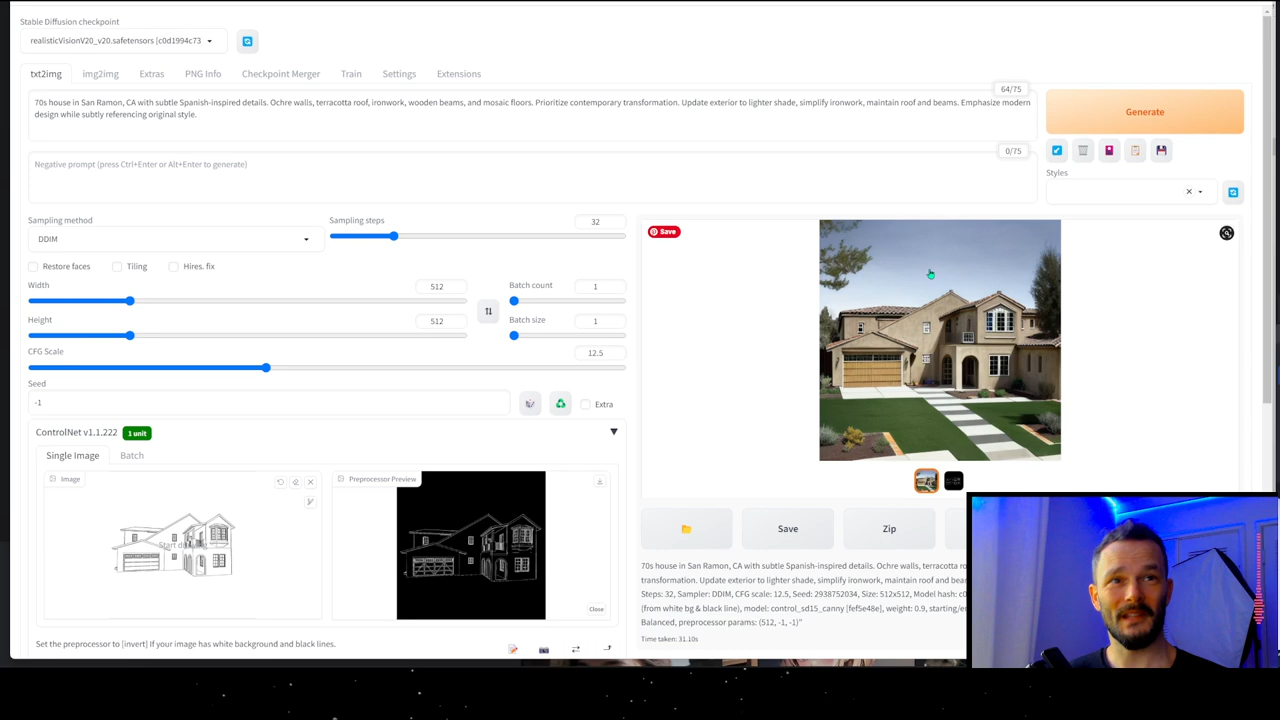 Stable Diffusion checkpoint
realisticVisionV20_v20.safetensors [c0d1994c73
txt2img img2img Extras PNG Info Checkpoint Merger Train Settings Extensions
64/75
70s house in San Ramon, CA with subtle Spanish-inspired details. Ochre walls, terracotta roof, ironwork, wooden beams, and mosaic floors. Prioritize contemporary transformation. Update exterior to lighter shade, simplify ironwork, maintain roof and beams. Emphasize modern
design while subtly referencing original style.
Generate
0/75
Negative prompt (press Ctrl+Enter or Alt+Enter to generate)
Styles
Sampling method
Sampling steps
32
DDIM
Save
Restore faces Tiling Hires. fix
Width
512
Batch count
1
Height
512
Batch size
1
CFG Scale
12.5
Seed
-1
Extra
ControlNet v1.1.222 1 unit
Single Image Batch
Image
Preprocessor Preview
Close
Save
Zip
Set the preprocessor to [invert] If your image has white background and black lines.
70s house in San Ramon, CA with subtle Spanish-inspired details. Ochre walls, terracotta ro
transformation. Update exterior to lighter shade, simplify ironwork, maintain roof and bea
Steps: 32, Sampler: DDIM, CFG scale: 12.5, Seed: 2938752034, Size: 512x512, Model hash: c0
(from white bg & black line), model: control_sd15_canny [fef5e48e], weight: 0.9, starting/en
Balanced, preprocessor params: (512, -1, -1)"
Time taken: 31.10s